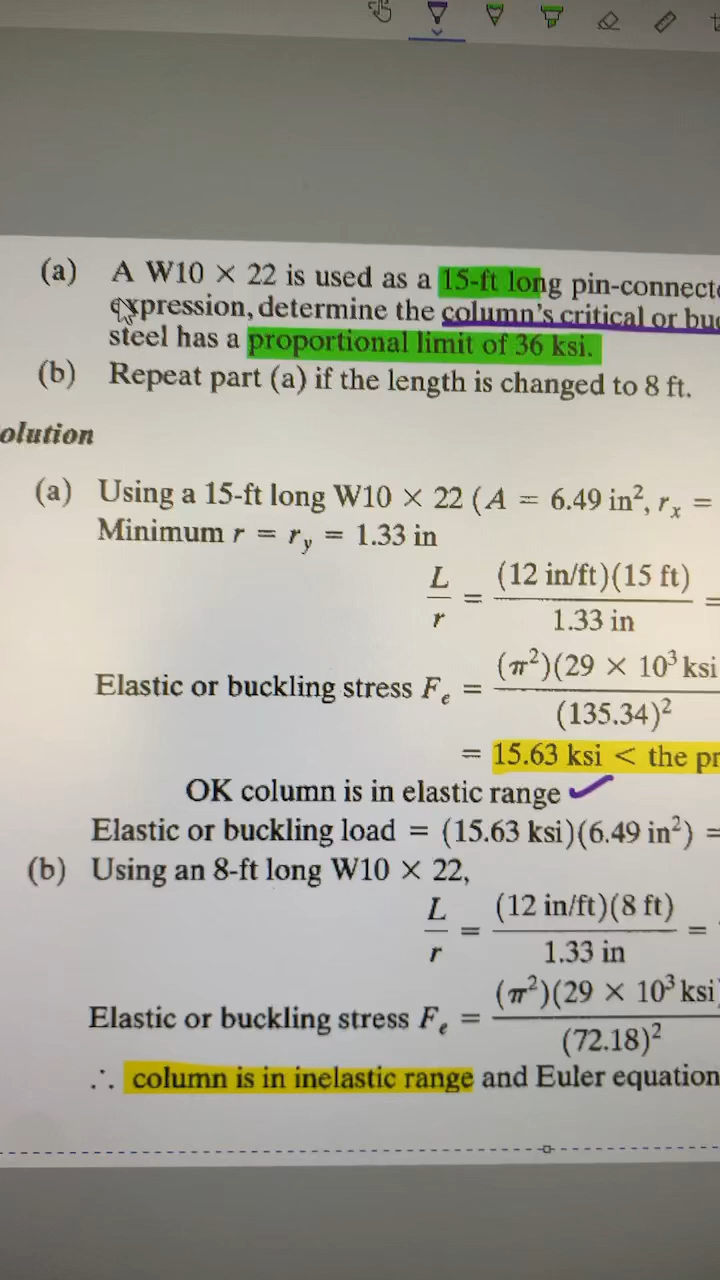 (a) A W10 × 22 is used as a 15-ft long pin-connect
expression, determine the column's critical or bu
steel has a proportional limit of 36 ksi.
(b) Repeat part (a) if the length is changed to 8 ft.
olution
(a) Using a 15-ft long W10 × 22 (A = 6.49 in², rₓ =
Minimum r = r_y = 1.33 in
L/r = (12 in/ft)(15 ft)/1.33 in =
Elastic or buckling stress Fₑ = (π²)(29 × 10³ ksi/(135.34)²
= 15.63 ksi < the pr
OK column is in elastic range ✓
Elastic or buckling load = (15.63 ksi)(6.49 in²) =
(b) Using an 8-ft long W10 × 22,
L/r = (12 in/ft)(8 ft)/1.33 in =
Elastic or buckling stress Fₑ = (π²)(29 × 10³ ksi)/(72.18)²
∴ column is in inelastic range and Euler equation